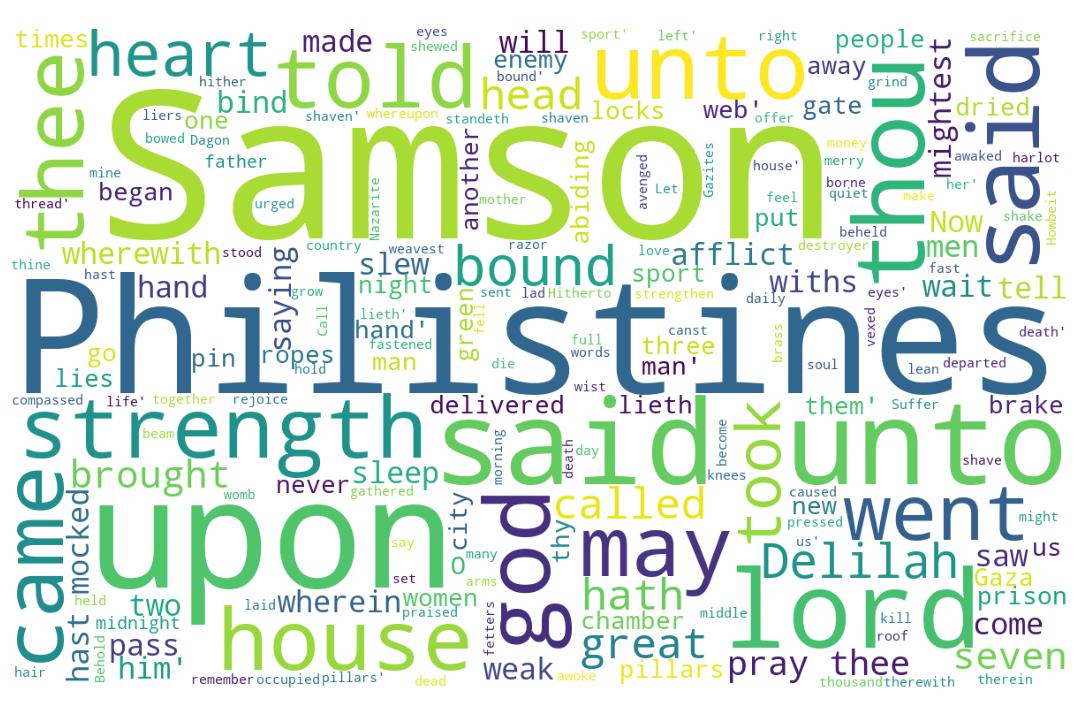 times
heart
made
eyes
shewed
will
sport'
left'
right
people
sacrifice
thee
told
enemy
unto
away
thou
mightest
said
hither
bind
bound'
head
grind
dried
liers
one
shaven'
whereupon
standeth
shaven
locks
web'
offer
gate
bowed
Dagon
Samson
father
another
abiding
avenged
Gazites
house'
money
merry
awaked
harlot
mine
began
urged
Nazarite
mother
Let
feel
borne
quiet
her'
make
thread'
put
Now
shake
Howbeit
wherewith
stood
country
weavest
razor
love
afflict
destroyer
beheld
men
thine
hast
hand
saying
slew
bound
sport
withs
fast
wait
tell
night
grow
Call
lieth'
green
fell
sent
lad
Hitherto
strengthen
daily
eyes'
vexed
Philistines
hand'
fastened
full
words
canst
brass
death'
go
pin
ropes
hold
man
three
die
man'
soul
lean
departed
lies
wist
compassed
life'
together
rejoice
delivered
lieth
them'
Suffer
brake
strength
beam
said
unto
took
become
morning
death
day
shave
brought
sleep
knees
came
womb
never
gathered
called
caused
new
went
might
hast mocked
upon
city
god
thy
may
pressed
us'
say
O
many
Delilah
saw
us
held
two
set
arms
hath
Gaza
laid
wherein
women
praised
chamber
middle
lord
kill
prison
midnight
roof
come
Behold
pass
house
fetters
great
him'
weak
pillars
pray thee
seven
hair
remember
occupied
pillars'
dead
awoke
thousand
therewith
therein